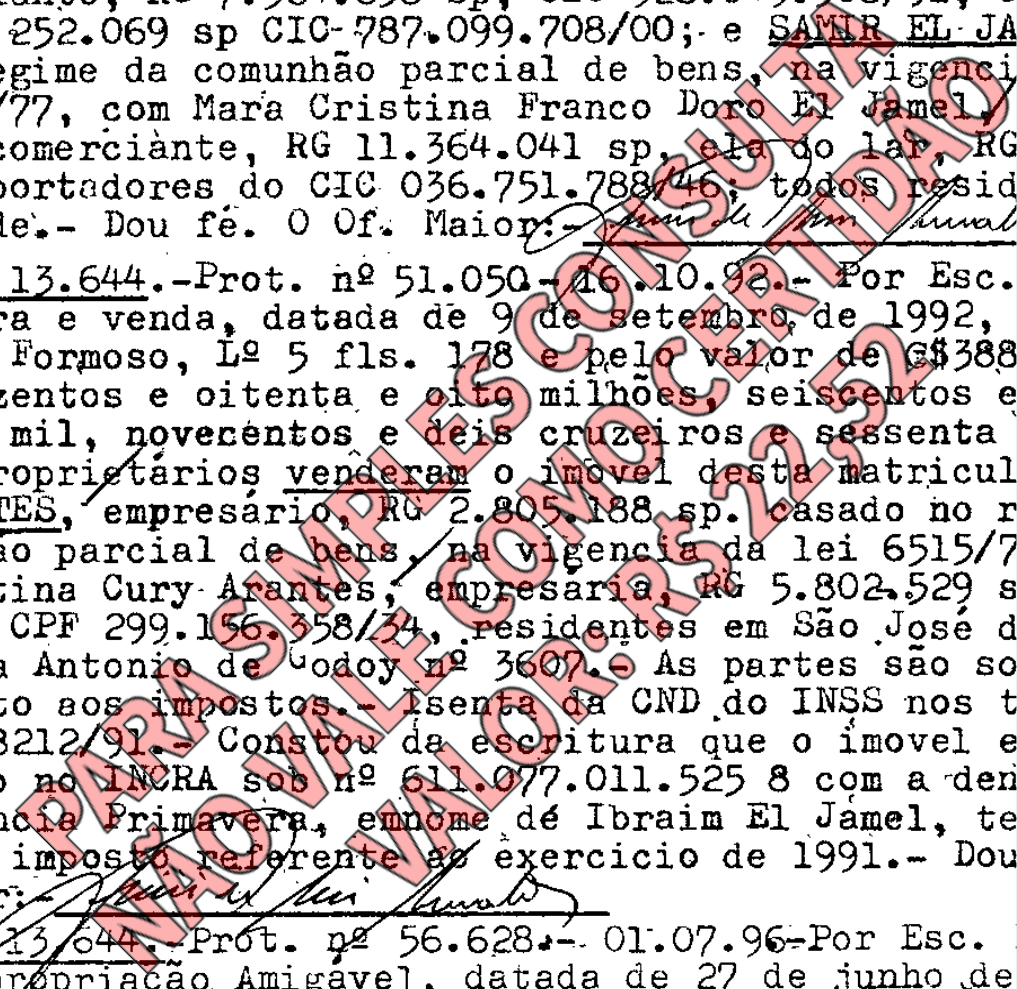 252.069 sp CIC-787.099.708/00; e SAMIR EL JA
egime da comunhão parcial de bens, na vigenci
/77, com Mara Cristina Franco Doro El Jamel,
comerciante, RG 11.364.041 sp, ela do lar, RG
portadores do CIC 036.751.788/46; todos resid
de.- Dou fé. O Of. Maior:-
13.644.-Prot. nº 51.050-16.10.92.- Por Esc.
ra e venda, datada de 9 de setembro de 1992,
Formoso, Lº 5 fls. 178 e pelo valor de C$388
zentos e oitenta e oito milhões, seiscentos e
mil, novecentos e dois cruzeiros e sessenta
roprietários venderam o imóvel desta matricul
TES, empresário, RG 2.805.188 sp. casado no r
ão parcial de bens, na vigencia da lei 6515/7
tina Cury Arantes, empresaria, RG 5.802.529 s
CPF 299.156.358/34, residentes em São José d
a Antonio de Godoy nº 3607.- As partes são so
to aos impostos.- Isenta da CND do INSS nos t
8212/91.- Constou da escritura que o imovel e
o no INCRA sob nº 611.077.011.525 8 com a den
ncia Primavera, emnome dé Ibraim El Jamel, te
imposto referente ao exercicio de 1991.- Dou
r:-
13.644.-Prot. nº 56.628.-- 01.07.96-Por Esc.
ropriação Amigável, datada de 27 de junho de
PARA SIMPLES CONSULTA
NÃO VALE COMO CERTIDÃO
VALOR: R$ 22,52